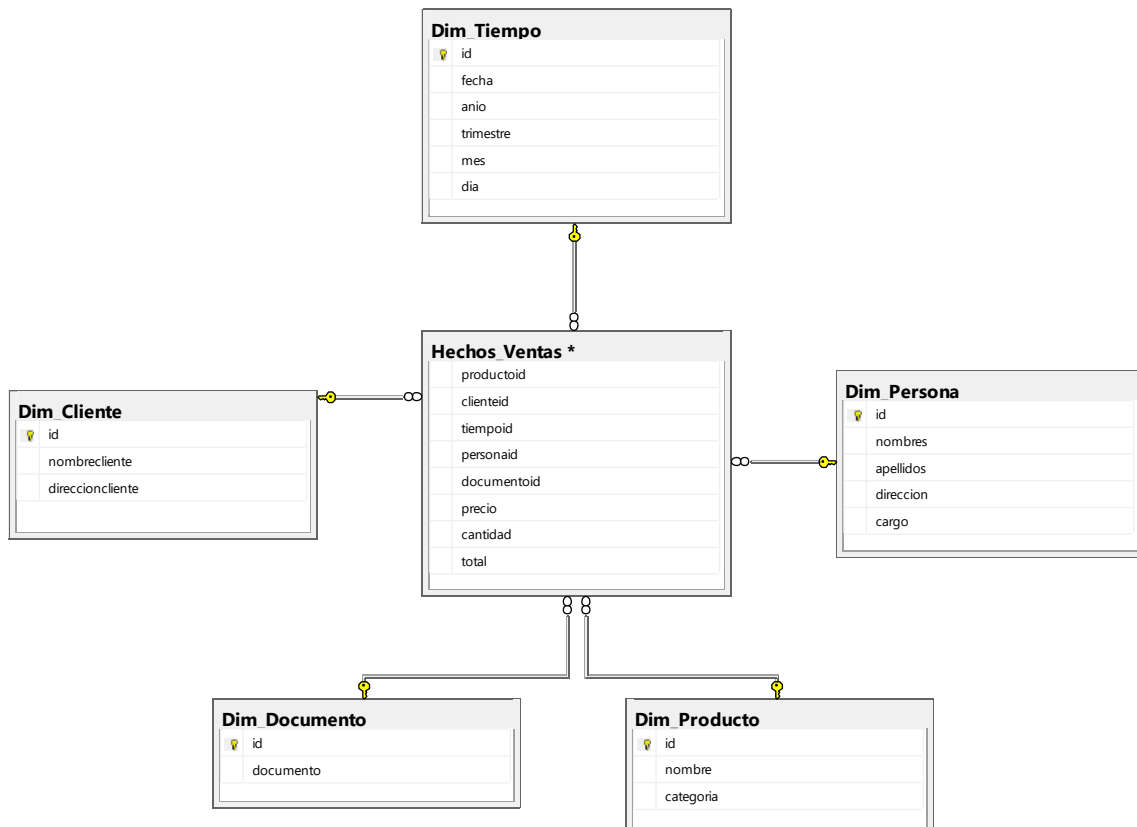 Dim_Tiempo
id
fecha
anio
trimestre
mes
dia
Hechos_Ventas *
productoid
clienteid
tiempoid
personaid
documentoid
precio
cantidad
total
Dim_Cliente
id
nombrecliente
direccioncliente
Dim_Persona
id
nombres
apellidos
direccion
cargo
Dim_Documento
id
documento
Dim_Producto
id
nombre
categoria